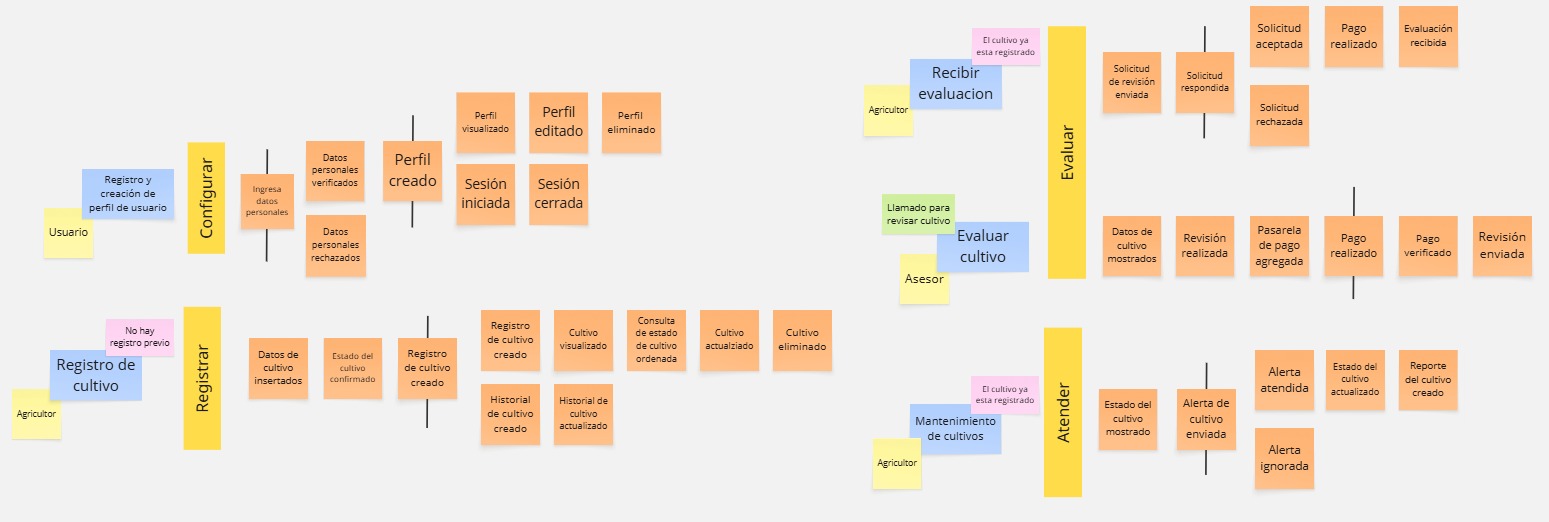 Registro y
creación de
perfil de usuario
Usuario
Configurar
Ingresa
datos
personales
Datos
personales
verificados
Datos
personales
rechazados
Perfil
creado
Perfil
visualizado
Perfil
editado
Perfil
eliminado
Sesión
iniciada
Sesión
cerrada
No hay
registro previo
Registro de
cultivo
Agricultor
Registrar
Datos de
cultivo
insertados
Estado del
cultivo
confirmado
Registro
de cultivo
creado
Registro
de cultivo
creado
Cultivo
visualizado
Consulta
de estado
de cultivo
ordenada
Cultivo
actualziado
Cultivo
eliminado
Historial
de cultivo
creado
Historial de
cultivo
actualizado
El cultivo ya
esta registrado
Recibir
evaluacion
Agricultor
Evaluar
Solicitud
de revisión
enviada
Solicitud
respondida
Solicitud
aceptada
Pago
realizado
Evaluación
recibida
Solicitud
rechazada
Llamado para
revisar cultivo
Evaluar
cultivo
Asesor
Datos de
cultivo
mostrados
Revisión
realizada
Pasarela
de pago
agregada
Pago
realizado
Pago
verificado
Revisión
enviada
El cultivo ya
esta registrado
Mantenimiento
de cultivos
Agricultor
Atender
Estado del
cultivo
mostrado
Alerta de
cultivo
enviada
Alerta
atendida
Estado del
cultivo
actualizado
Reporte
del cultivo
creado
Alerta
ignorada